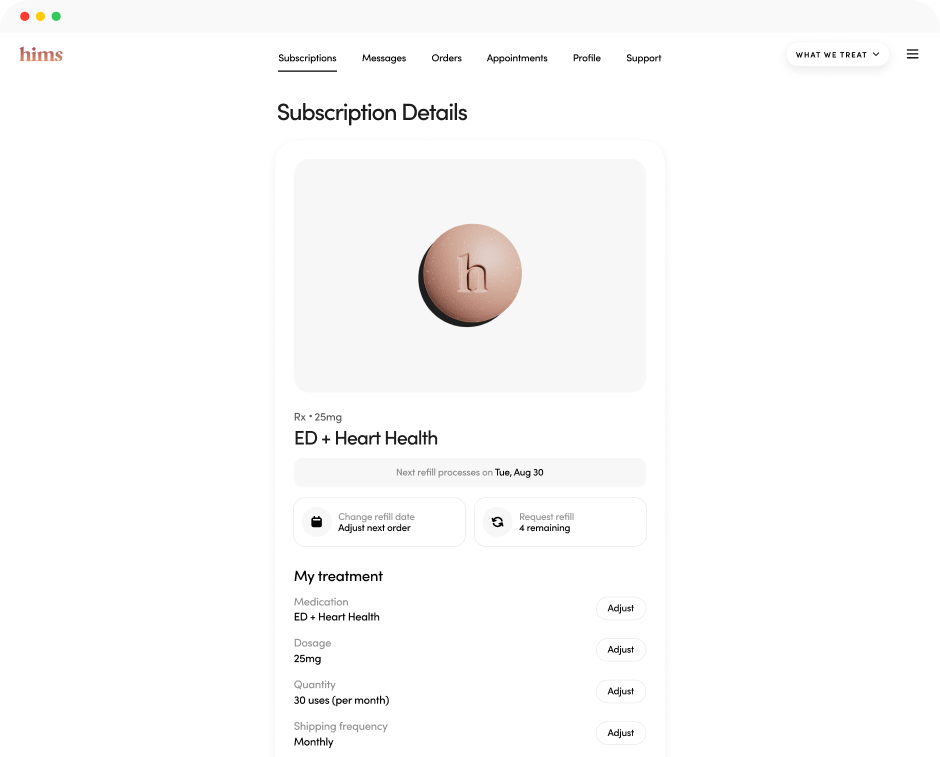 hims
Subscriptions Messages Orders Appointments Profile Support
WHAT WE TREAT
Subscription Details
h
Rx • 25mg
ED + Heart Health
Next refill processes on Tue, Aug 30
Change refill date
Adjust next order
Request refill
4 remaining
My treatment
Medication
ED + Heart Health
Adjust
Dosage
25mg
Adjust
Quantity
30 uses (per month)
Adjust
Shipping frequency
Monthly
Adjust